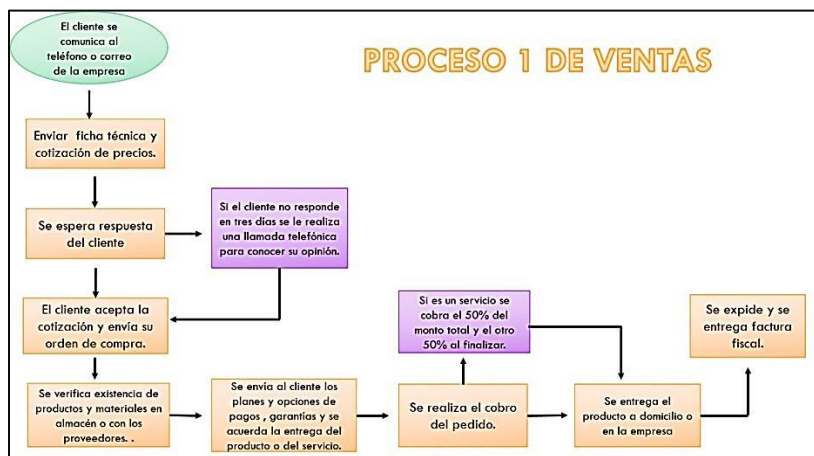 El cliente se
comunica al
teléfono o correo
de la empresa
PROCESO 1 DE VENTAS
Enviar ficha técnica y
cotización de precios.
Se espera respuesta
del cliente
Si el cliente no responde
en tres días se le realiza
una llamada telefónica
para conocer su opinión.
El cliente acepta la
cotización y envía su
orden de compra.
Si es un servicio se
cobra el 50% del
monto total y el otro
50% al finalizar.
Se expide y se
entrega factura
fiscal.
Se verifica existencia de
productos y materiales en
almacén o con los
proveedores. .
Se envía al cliente los
planes y opciones de
pagos , garantías y se
acuerda la entrega del
producto o del servicio.
Se realiza el cobro
del pedido.
Se entrega el
producto a domicilio o
en la empresa